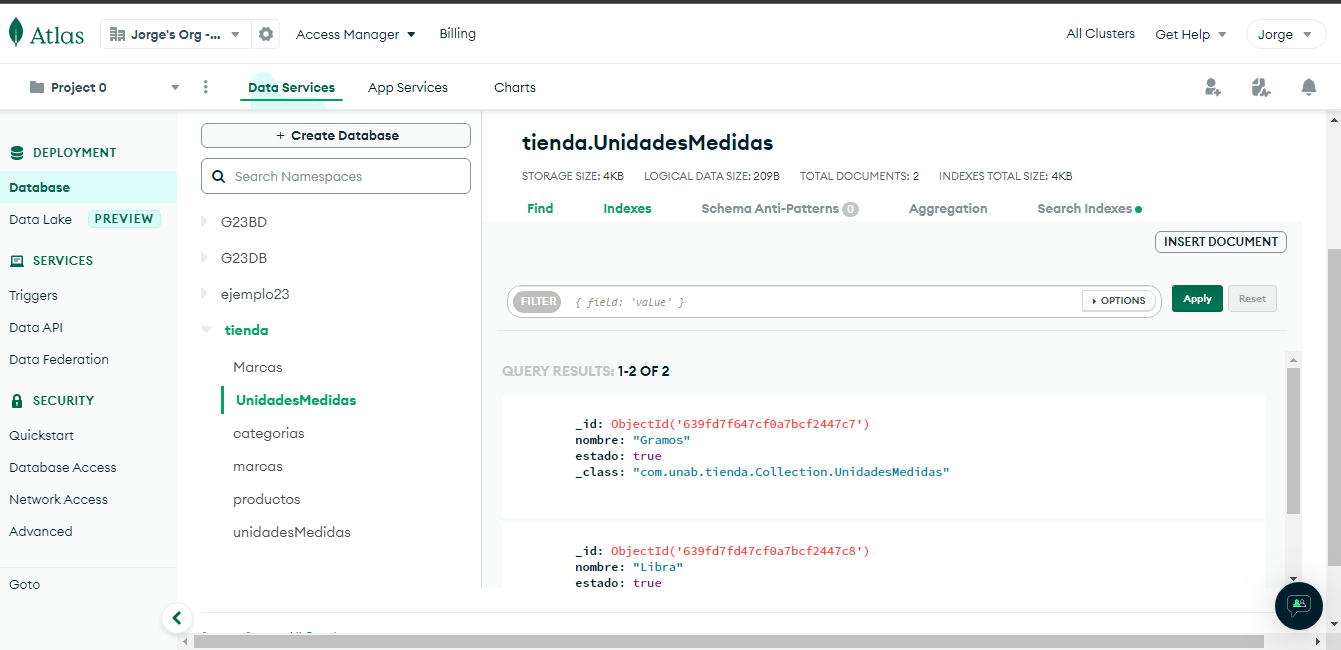 Atlas
Jorge's Org -...
Access Manager
Billing
All Clusters
Get Help
Jorge
Project 0
Data Services
App Services
Charts
DEPLOYMENT
Database
Data Lake
PREVIEW
SERVICES
Triggers
Data API
Data Federation
SECURITY
Quickstart
Database Access
Network Access
Advanced
Goto
+ Create Database
Search Namespaces
G23BD
G23DB
ejemplo23
tienda
Marcas
UnidadesMedidas
categorias
marcas
productos
unidadesMedidas
tienda.UnidadesMedidas
STORAGE SIZE: 4KB LOGICAL DATA SIZE: 209B TOTAL DOCUMENTS: 2 INDEXES TOTAL SIZE: 4KB
Find Indexes Schema Anti-Patterns 0 Aggregation Search Indexes
INSERT DOCUMENT
FILTER { field: 'value' } OPTIONS Apply Reset
QUERY RESULTS: 1-2 OF 2
_id: ObjectId('639fd7f647cf0a7bcf2447c7')
nombre: "Gramos"
estado: true
_class: "com.unab.tienda.Collection.UnidadesMedidas"
_id: ObjectId('639fd7fd47cf0a7bcf2447c8')
nombre: "Libra"
estado: true